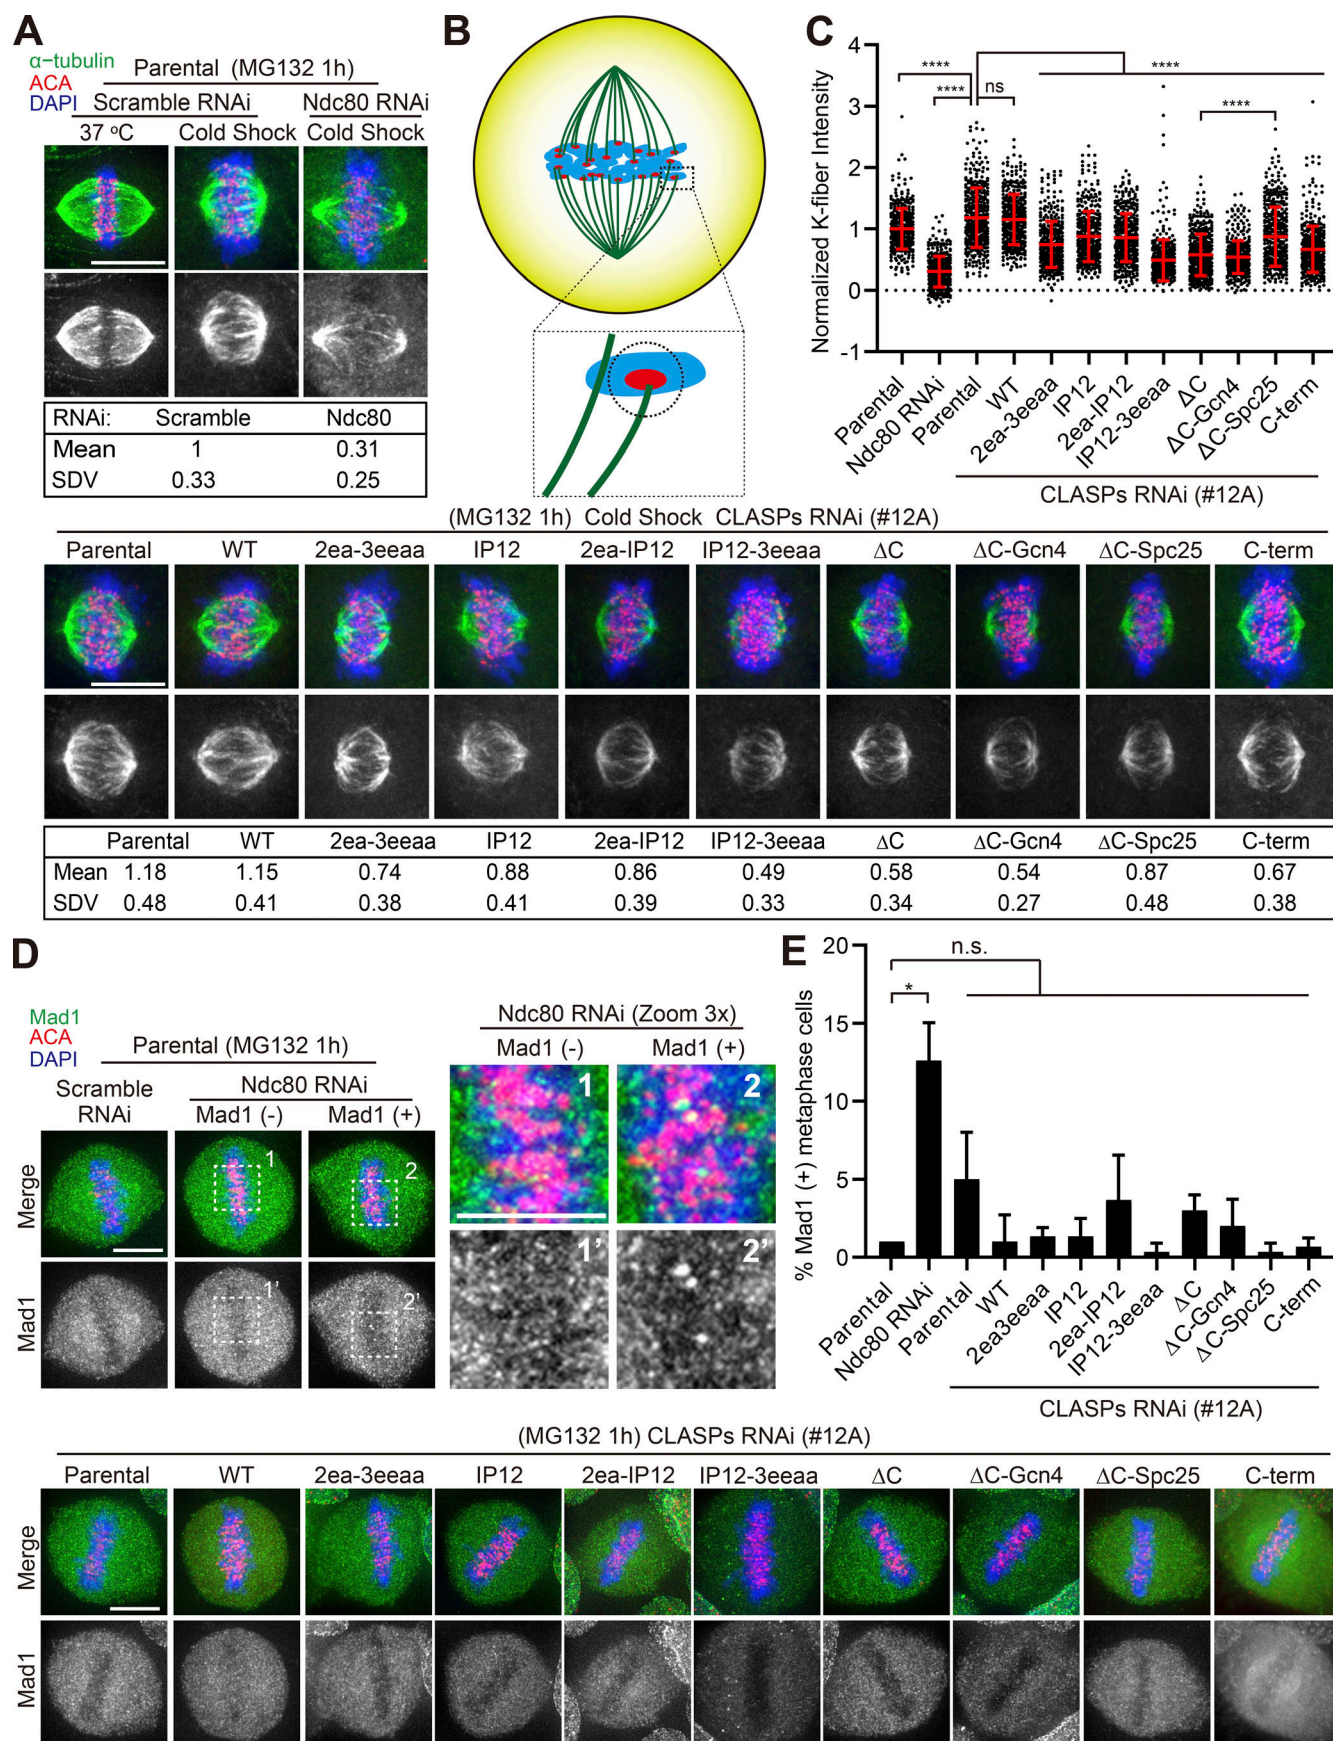 A
α−tubulin
ACA
DAPI
Parental (MG132 1h)
Scramble RNAi
Ndc80 RNAi
37 ºC
Cold Shock
Cold Shock
RNAi: Scramble Ndc80
Mean 1 0.31
SDV 0.33 0.25
B
C
Normalized K-fiber Intensity
4
3
2
1
0
-1
****
****
ns
****
****
Parental
Ndc80 RNAi
Parental
WT
2ea-3eeaa
IP12
2ea-IP12
IP12-3eeaa
ΔC
ΔC-Gcn4
ΔC-Spc25
C-term
CLASPs RNAi (#12A)
(MG132 1h) Cold Shock CLASPs RNAi (#12A)
Parental WT 2ea-3eeaa IP12 2ea-IP12 IP12-3eeaa ΔC ΔC-Gcn4 ΔC-Spc25 C-term
Parental WT 2ea-3eeaa IP12 2ea-IP12 IP12-3eeaa ΔC ΔC-Gcn4 ΔC-Spc25 C-term
Mean 1.18 1.15 0.74 0.88 0.86 0.49 0.58 0.54 0.87 0.67
SDV 0.48 0.41 0.38 0.41 0.39 0.33 0.34 0.27 0.48 0.38
D
Mad1
ACA
DAPI
Parental (MG132 1h)
Scramble
RNAi
Ndc80 RNAi
Mad1 (-)
Mad1 (+)
Merge
1
2
Mad1
1’
2’
Ndc80 RNAi (Zoom 3x)
Mad1 (-)
Mad1 (+)
1
2
1’
2’
E
% Mad1 (+) metaphase cells
20
15
10
5
0
n.s.
*
Parental
Ndc80 RNAi
Parental
WT
2ea3eeaa
IP12
2ea-IP12
IP12-3eeaa
ΔC
ΔC-Gcn4
ΔC-Spc25
C-term
CLASPs RNAi (#12A)
(MG132 1h) CLASPs RNAi (#12A)
Parental WT 2ea-3eeaa IP12 2ea-IP12 IP12-3eeaa ΔC ΔC-Gcn4 ΔC-Spc25 C-term
Merge
Mad1